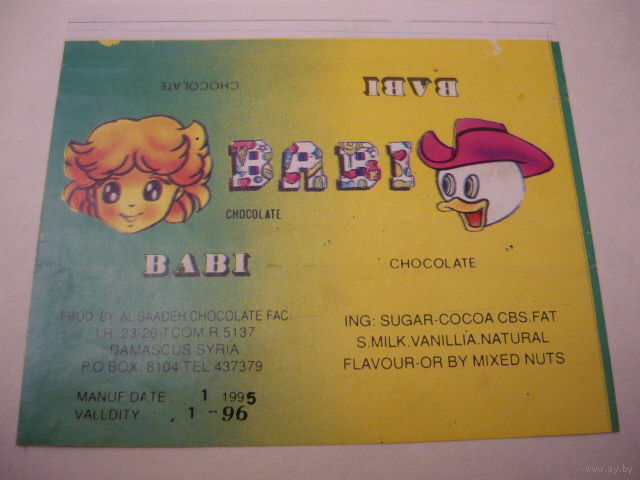 CHOCOLATE
BABI
BABI
CHOCOLATE
BABI
CHOCOLATE
PROD. BY. AL SAADEH. CHOCOLATE FAC.
I.R. 23-26-TCOM.R.5137
DAMASCUS SYRIA
P.O BOX. 8104 TEL 437379
MANUF DATE 1 1995
VALLDITY 1 - 96
ING: SUGAR-COCOA CBS.FAT
S.MILK.VANILLIA.NATURAL
FLAVOUR-OR BY MIXED NUTS
www.ay.by